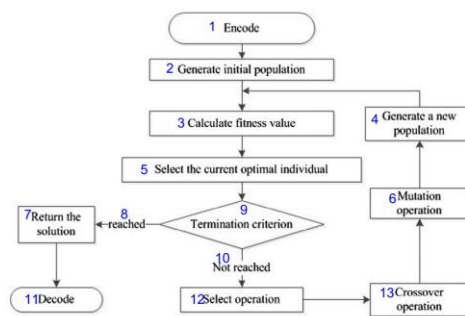 1 Encode
2 Generate initial population
3 Calculate fitness value
4 Generate a new
population
5 Select the current optimal individual
6 Mutation
operation
7 Return the
solution
8 reached
9
Termination criterion
10
Not reached
11 Decode
12 Select operation
13 Crossover
operation